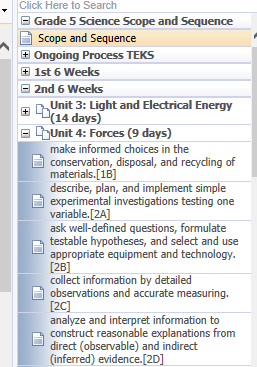 Click Here to Search
Grade 5 Science Scope and Sequence
Scope and Sequence
Ongoing Process TEKS
1st 6 Weeks
2nd 6 Weeks
Unit 3: Light and Electrical Energy
(14 days)
Unit 4: Forces (9 days)
make informed choices in the
conservation, disposal, and recycling of
materials.[1B]
describe, plan, and implement simple
experimental investigations testing one
variable.[2A]
ask well-defined questions, formulate
testable hypotheses, and select and use
appropriate equipment and technology.
[2B]
collect information by detailed
observations and accurate measuring.
[2C]
analyze and interpret information to
construct reasonable explanations from
direct (observable) and indirect
(inferred) evidence.[2D]